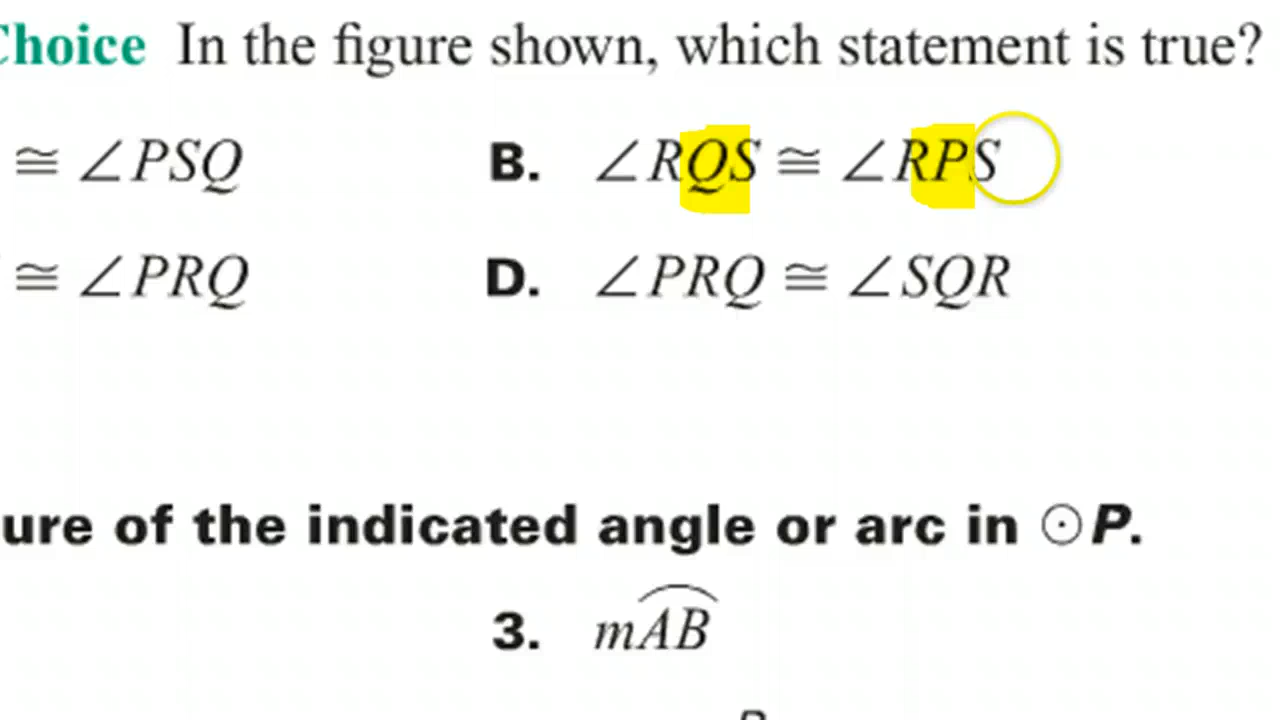 Choice In the figure shown, which statement is true?
≅ ∠PSQ B. ∠RQS ≅ ∠RPS
≅ ∠PRQ D. ∠PRQ ≅ ∠SQR
ure of the indicated angle or arc in ⊙P.
3. mAB͡